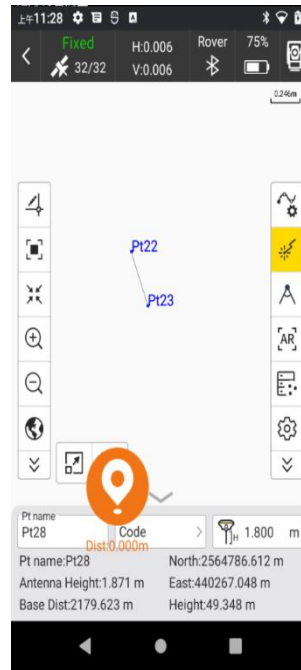 上午11:28
Fixed
32/32
H:0.006
V:0.006
Rover
75%
0.246m
Pt22
Pt23
[AR]
Pt name
Pt28
Code
H 1.800 m
Dist:0.000m
Pt name:Pt28
North:2564786.612 m
Antenna Height:1.871 m
East:440267.048 m
Base Dist:2179.623 m
Height:49.348 m